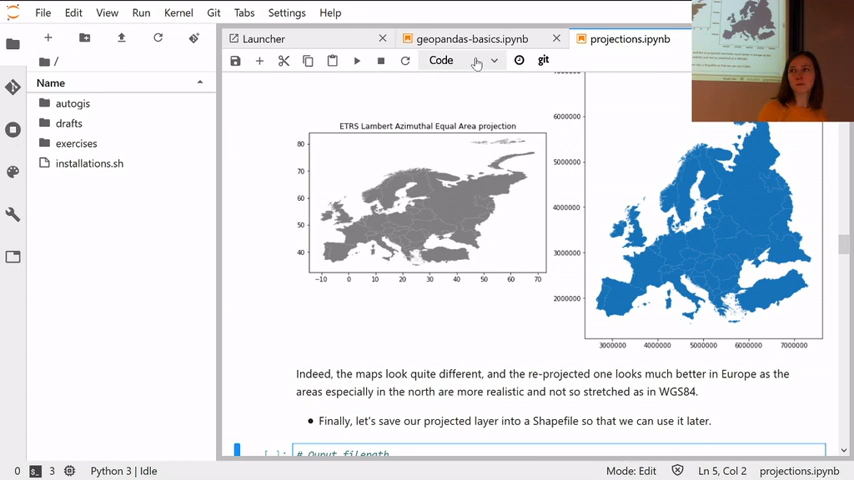 File Edit View Run Kernel Git Tabs Settings Help
Launcher
geopandas-basics.ipynb
projections.ipynb
Code
git
/
Name
autogis
drafts
exercises
installations.sh
ETRS Lambert Azimuthal Equal Area projection
80
70
60
50
40
−10 0 10 20 30 40 50 60 70
6000000
5000000
4000000
3000000
2000000
3000000 4000000 5000000 6000000 7000000
Indeed, the maps look quite different, and the re-projected one looks much better in Europe as the
areas especially in the north are more realistic and not so stretched as in WGS84.
• Finally, let's save our projected layer into a Shapefile so that we can use it later.
[ ]: # Ouput filepath
0 3 Python 3 | Idle Mode: Edit Ln 5, Col 2 projections.ipynb